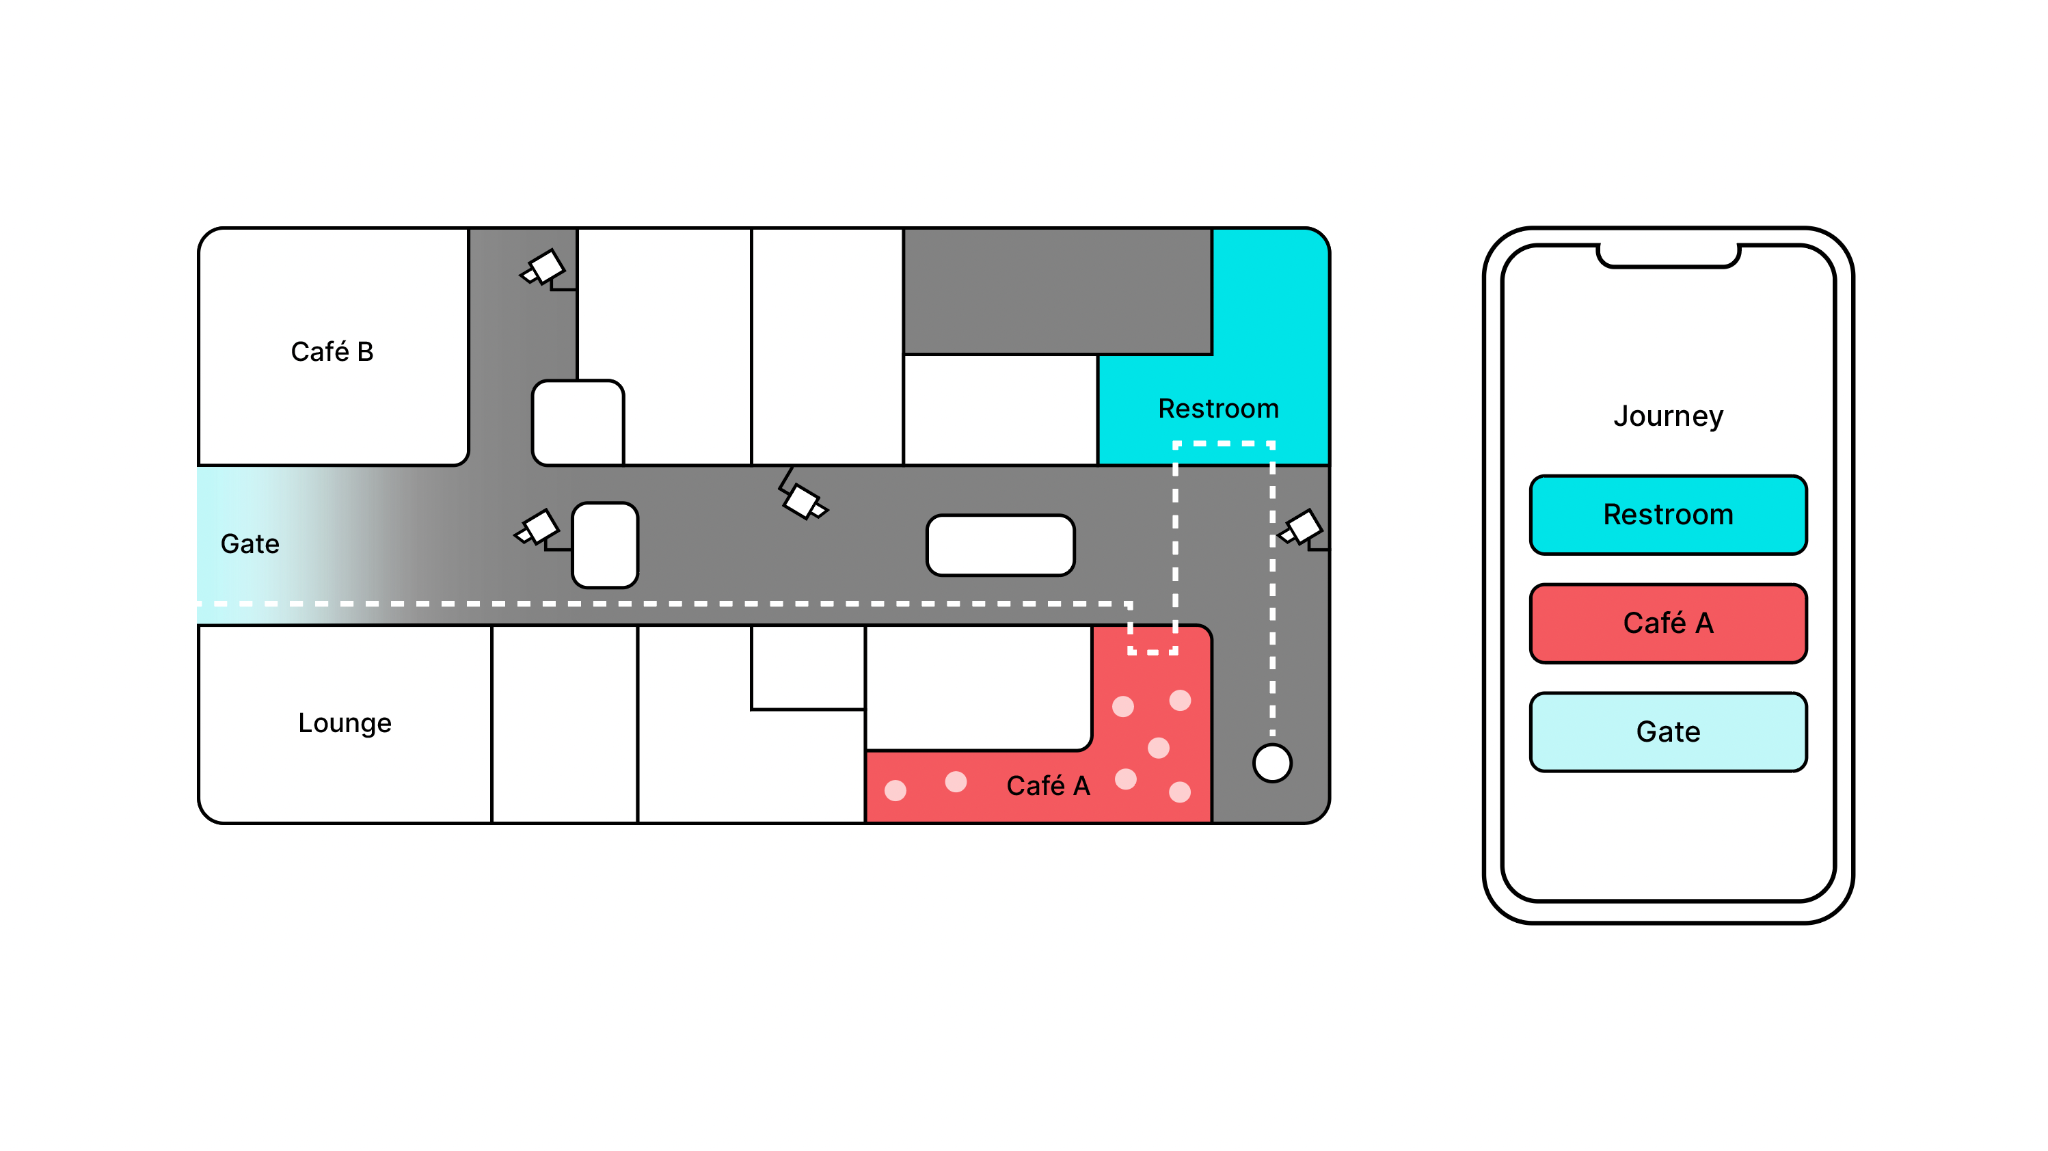 Café B
Restroom
Gate
Lounge
Café A
Journey
Restroom
Café A
Gate